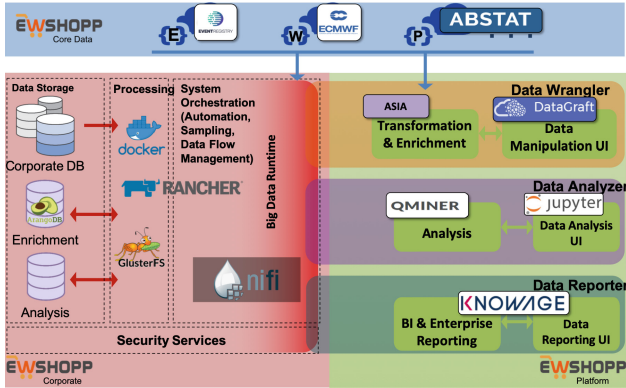 EWSHOPP
Core Data
{E}
EVENTREGISTRY
{W}
ECMWF
{P}
ABSTAT
Data Storage
Processing
System
Orchestration
(Automation,
Sampling,
Data Flow
Management)
Corporate DB
docker
RANCHER
ArangoDB
Enrichment
GlusterFS
Analysis
nifi
Big Data Runtime
Security Services
Data Wrangler
ASIA
DataGraft
Transformation
& Enrichment
Data
Manipulation UI
Data Analyzer
QMINER
jupyter
Analysis
Data Analysis
UI
Data Reporter
KNOWAGE
BI & Enterprise
Reporting
Data
Reporting UI
EWSHOPP
Corporate
EWSHOPP
Platform